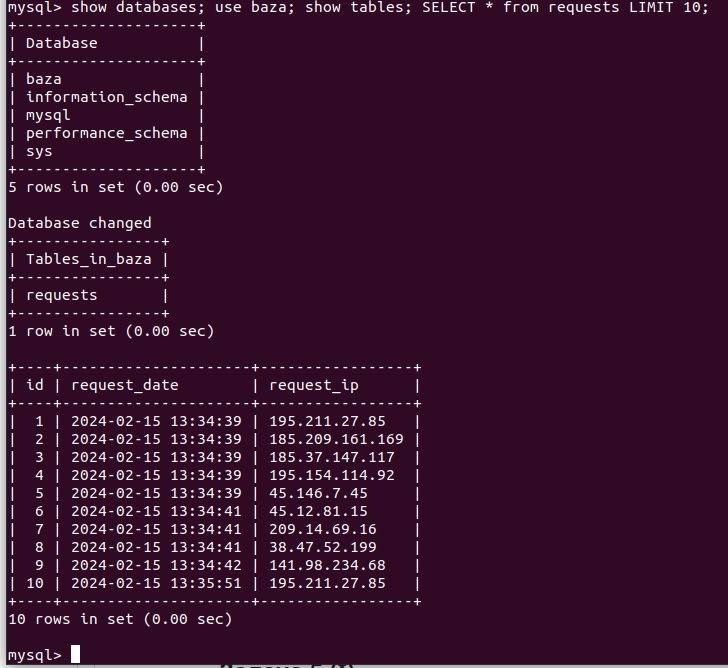 mysql> show databases; use baza; show tables; SELECT * from requests LIMIT 10;
+--------------------+
| Database           |
+--------------------+
| baza               |
| information_schema |
| mysql              |
| performance_schema |
| sys                |
+--------------------+
5 rows in set (0.00 sec)

Database changed
+----------------+
| Tables_in_baza |
+----------------+
| requests       |
+----------------+
1 row in set (0.00 sec)

+----+---------------------+-----------------+
| id | request_date        | request_ip      |
+----+---------------------+-----------------+
|  1 | 2024-02-15 13:34:39 | 195.211.27.85   |
|  2 | 2024-02-15 13:34:39 | 185.209.161.169 |
|  3 | 2024-02-15 13:34:39 | 185.37.147.117  |
|  4 | 2024-02-15 13:34:39 | 195.154.114.92  |
|  5 | 2024-02-15 13:34:39 | 45.146.7.45     |
|  6 | 2024-02-15 13:34:41 | 45.12.81.15     |
|  7 | 2024-02-15 13:34:41 | 209.14.69.16    |
|  8 | 2024-02-15 13:34:41 | 38.47.52.199    |
|  9 | 2024-02-15 13:34:42 | 141.98.234.68   |
| 10 | 2024-02-15 13:35:51 | 195.211.27.85   |
+----+---------------------+-----------------+
10 rows in set (0.00 sec)

mysql>